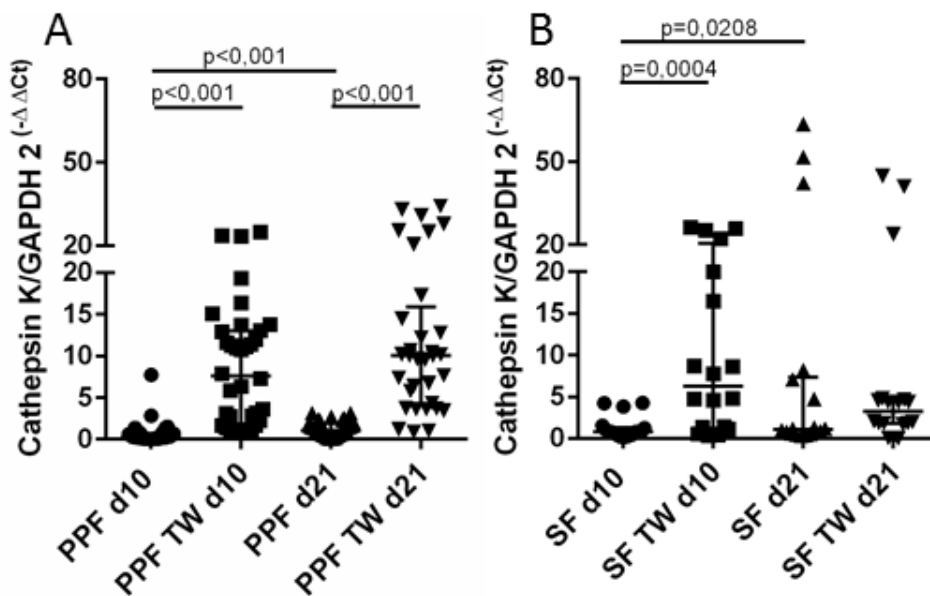 A
p<0,001
p<0,001
p<0,001
Cathepsin K/GAPDH 2(-Δ ΔCt)
80
50
20
20
15
10
5
0
PPF d10
PPF TW d10
PPF d21
PPF TW d21
B
p=0,0208
p=0,0004
Cathepsin K/GAPDH 2(-Δ ΔCt)
80
50
20
20
15
10
5
0
SF d10
SF TW d10
SF d21
SF TW d21